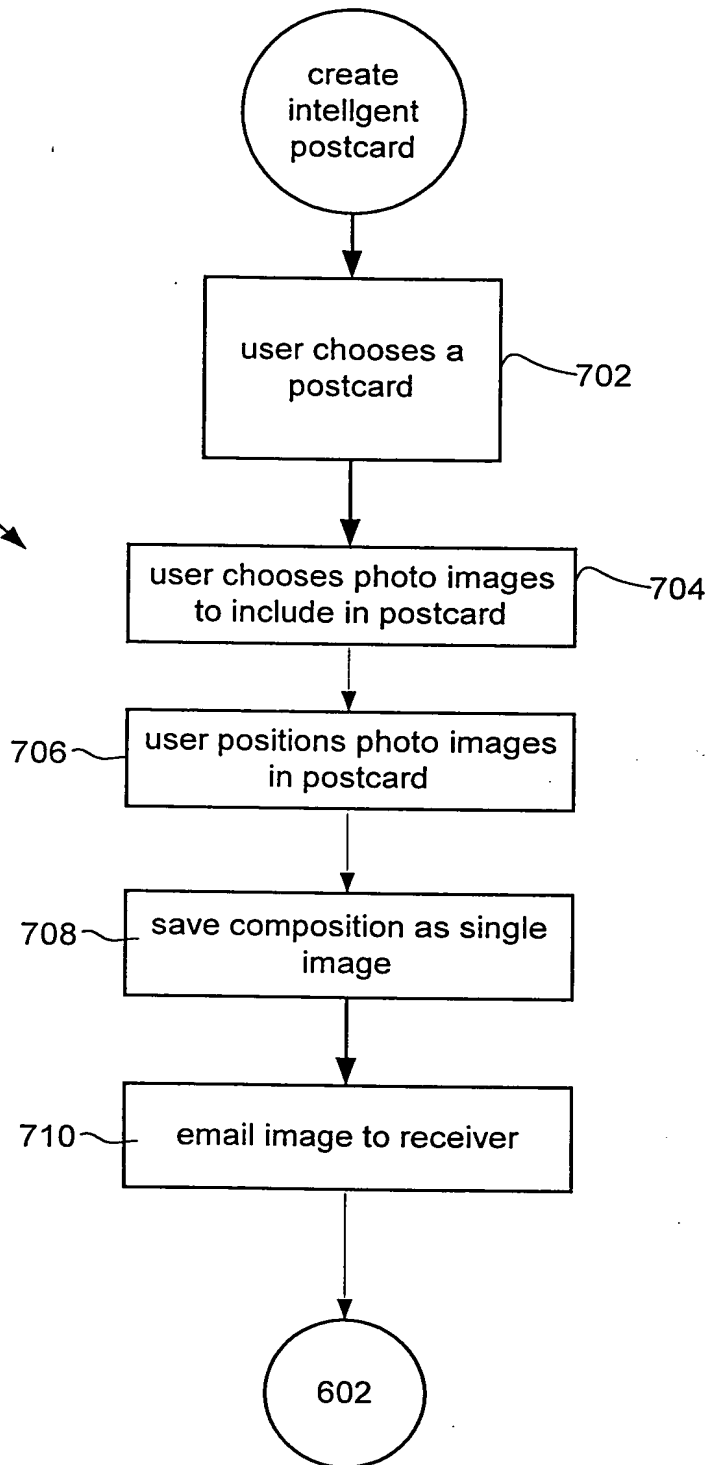 create
intellgent
postcard
user chooses a
postcard
702
user chooses photo images
to include in postcard
704
706
user positions photo images
in postcard
708
save composition as single
image
710
email image to receiver
602